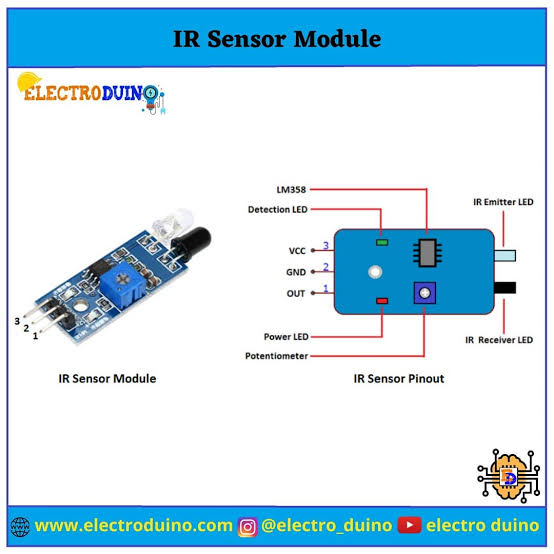 IR Sensor Module
ELECTRODUINO
LM358
Detection LED
IR Emitter LED
VCC 3
GND 2
OUT 1
3
2
1
Power LED
Potentiometer
IR Receiver LED
IR Sensor Module
IR Sensor Pinout
www.electroduino.com @electro_duino electro duino